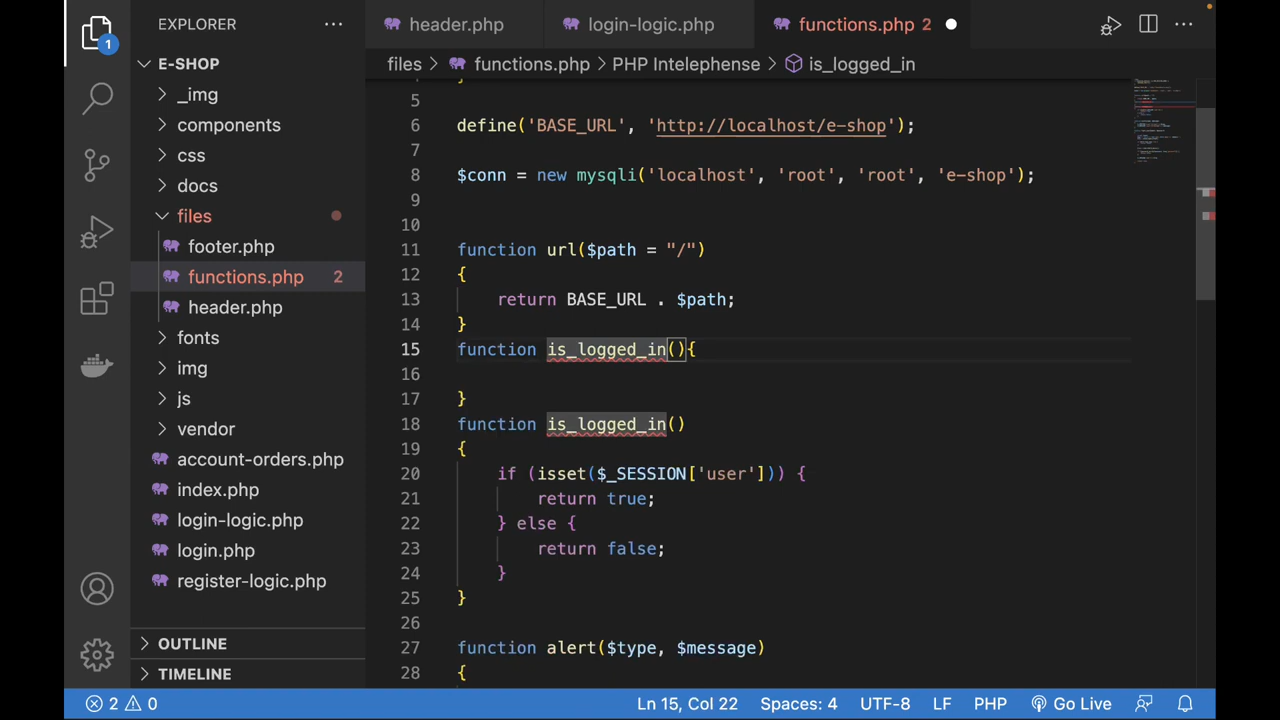 EXPLORER
header.php
login-logic.php
functions.php 2
1
E-SHOP
files > functions.php > PHP Intelephense > is_logged_in
_img
components
css
docs
files
footer.php
functions.php 2
header.php
fonts
img
js
vendor
account-orders.php
index.php
login-logic.php
login.php
register-logic.php
OUTLINE
TIMELINE
5
6 define('BASE_URL', 'http://localhost/e-shop');
7
8 $conn = new mysqli('localhost', 'root', 'root', 'e-shop');
9
10
11 function url($path = "/")
12 {
13 return BASE_URL . $path;
14 }
15 function is_logged_in(){
16
17 }
18 function is_logged_in()
19 {
20 if (isset($_SESSION['user'])) {
21 return true;
22 } else {
23 return false;
24 }
25 }
26
27 function alert($type, $message)
28 {
2 0 Ln 15, Col 22 Spaces: 4 UTF-8 LF PHP Go Live